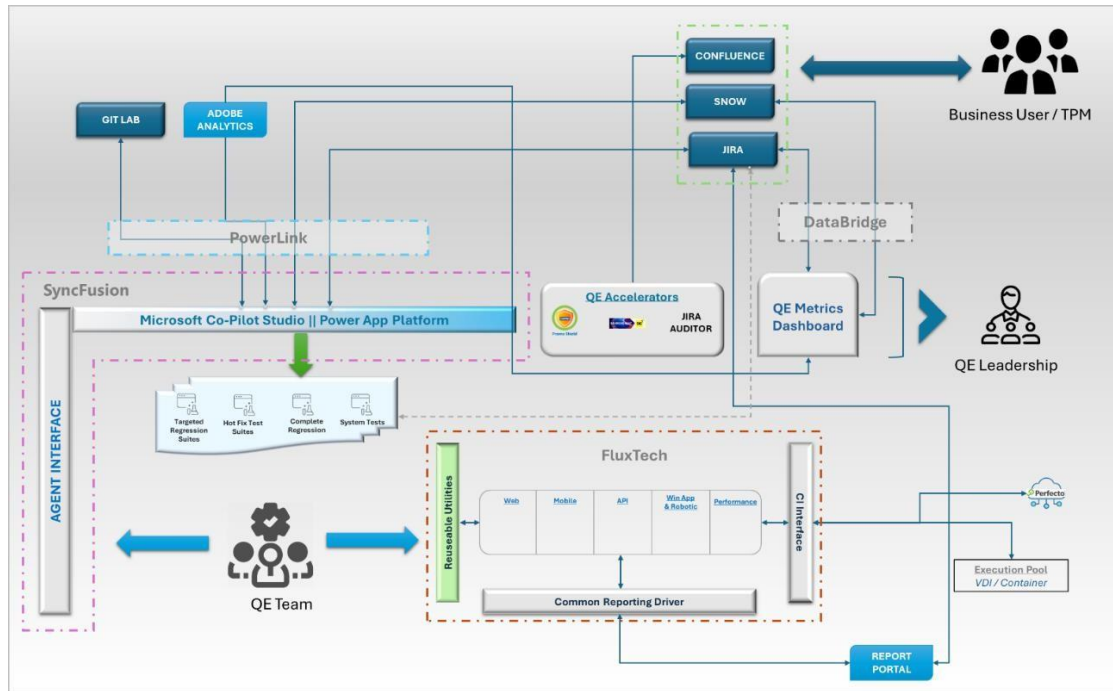 CONFLUENCE
SNOW
JIRA
Business User / TPM
GIT LAB
ADOBE
ANALYTICS
PowerLink
DataBridge
SyncFusion
Microsoft Co-Pilot Studio || Power App Platform
AGENT INTERFACE
QE Accelerators
JIRA
AUDITOR
QE Metrics
Dashboard
QE Leadership
Targeted
Regression
Suites
Hot Fix Test
Suites
Complete
Regression
System Tests
FluxTech
Reuseable Utilities
Web
Mobile
API
Win App
& Robotic
Performance
CI Interface
Common Reporting Driver
Perfecto
Execution Pool
VDI / Container
QE Team
REPORT
PORTAL